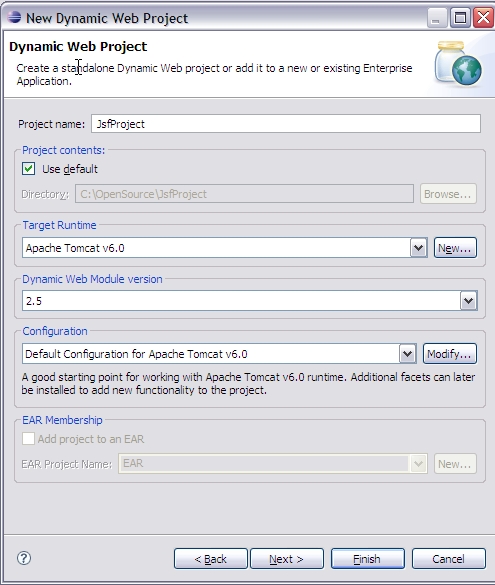 New Dynamic Web Project
Dynamic Web Project
Create a standalone Dynamic Web project or add it to a new or existing Enterprise
Application.
Project name: JsfProject
Project contents:
Use default
Directory: C:\OpenSource\JsfProject Browse...
Target Runtime
Apache Tomcat v6.0 New...
Dynamic Web Module version
2.5
Configuration
Default Configuration for Apache Tomcat v6.0 Modify...
A good starting point for working with Apache Tomcat v6.0 runtime. Additional facets can later
be installed to add new functionality to the project.
EAR Membership
Add project to an EAR
EAR Project Name: EAR New...
? < Back Next > Finish Cancel